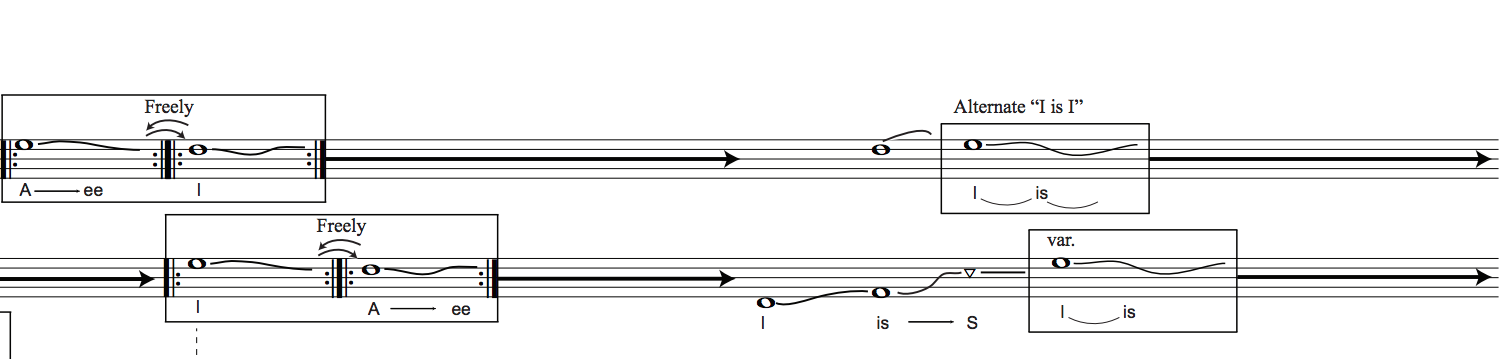 Freely
Alternate “I is I”
A ee I
I is
Freely
var.
I A ee
I is S
I is